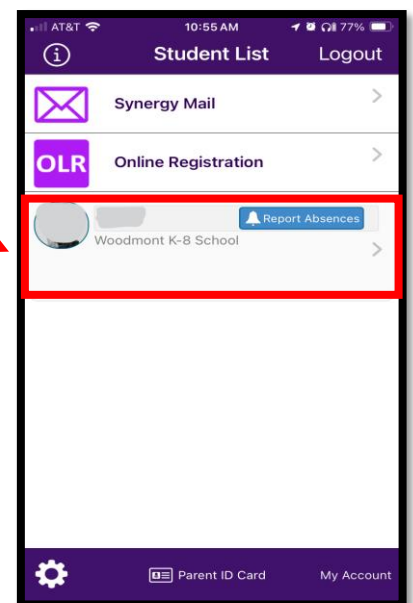 AT&T 10:55 AM 77%
Student List Logout
Synergy Mail
OLR Online Registration
Report Absences
Woodmont K-8 School
Parent ID Card My Account